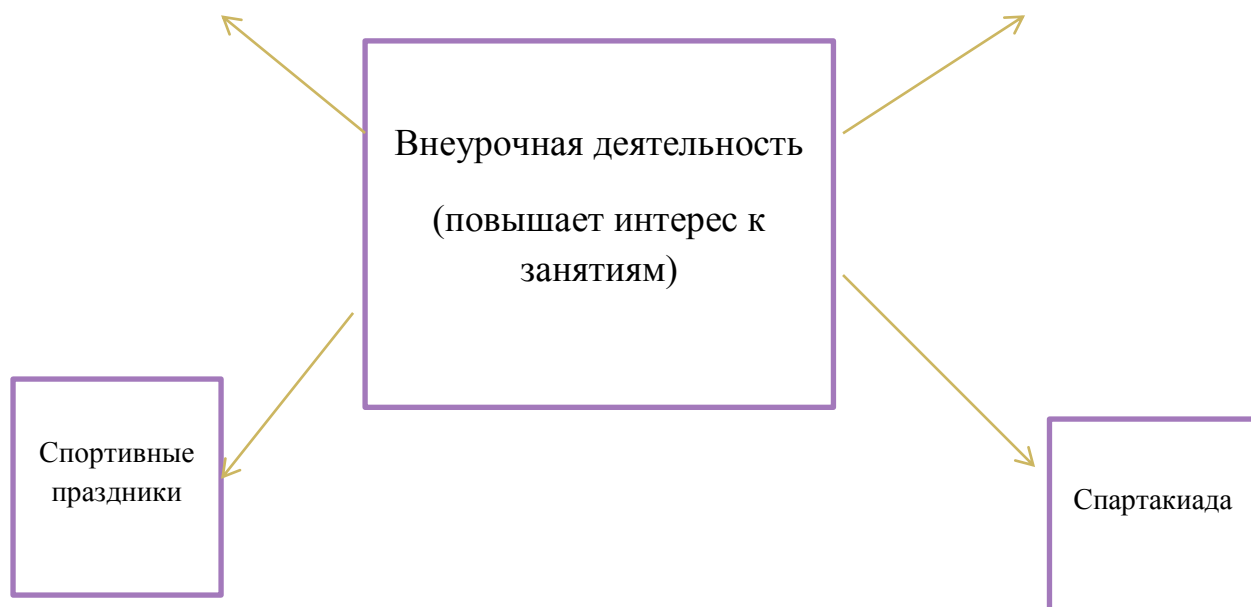 Внеурочная деятельность
(повышает интерес к
занятиям)
Спортивные
праздники
Спартакиада